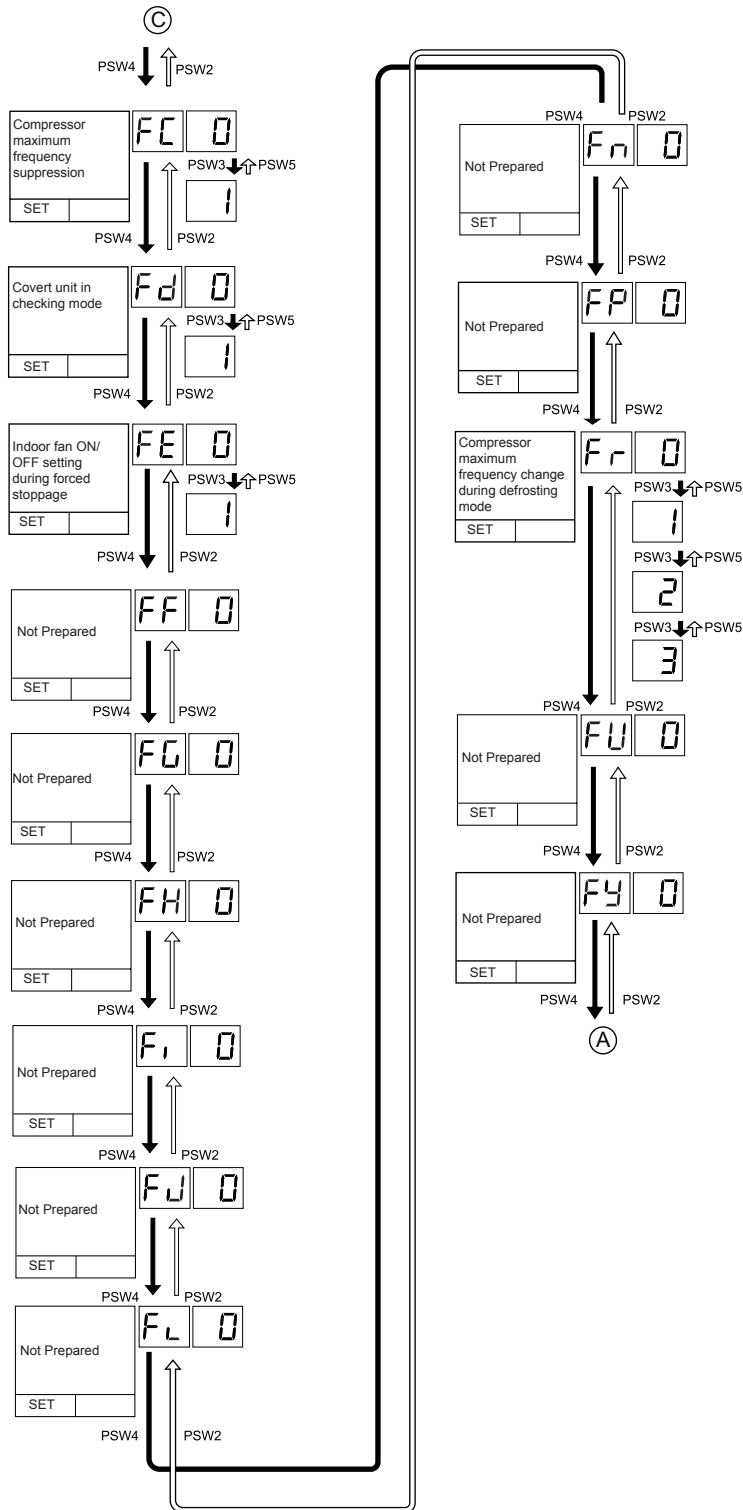 C
PSW4 PSW2
Compressor
maximum
frequency
suppression
SET
FC 0
PSW3 PSW5
1
PSW4 PSW2
Covert unit in
checking mode
SET
Fd 0
PSW3 PSW5
1
PSW4 PSW2
Indoor fan ON/
OFF setting
during forced
stoppage
SET
FE 0
PSW3 PSW5
1
PSW4 PSW2
Not Prepared
SET
FF 0
PSW4 PSW2
Not Prepared
SET
FG 0
PSW4 PSW2
Not Prepared
SET
FH 0
PSW4 PSW2
Not Prepared
SET
Fi 0
PSW4 PSW2
Not Prepared
SET
FJ 0
PSW4 PSW2
Not Prepared
SET
FL 0
PSW4 PSW2
PSW4 PSW2
Not Prepared
SET
Fn 0
PSW4 PSW2
Not Prepared
SET
FP 0
PSW4 PSW2
Compressor
maximum
frequency change
during defrosting
mode
SET
Fr 0
PSW3 PSW5
1
PSW3 PSW5
2
PSW3 PSW5
3
PSW4 PSW2
Not Prepared
SET
FU 0
PSW4 PSW2
Not Prepared
SET
FY 0
PSW4 PSW2
A